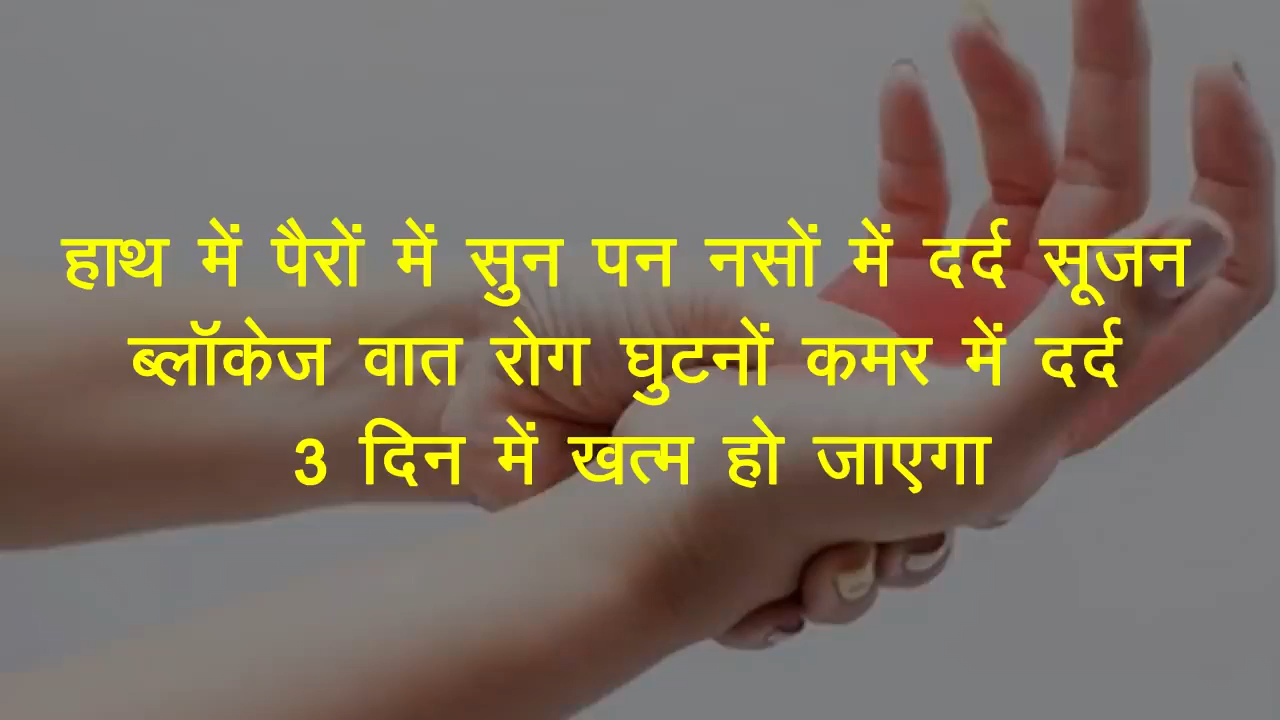 हाथ में पैरों में सुन पन नसों में दर्द सूजन
ब्लॉकेज वात रोग घुटनों कमर में दर्द
3 दिन में खत्म हो जाएगा